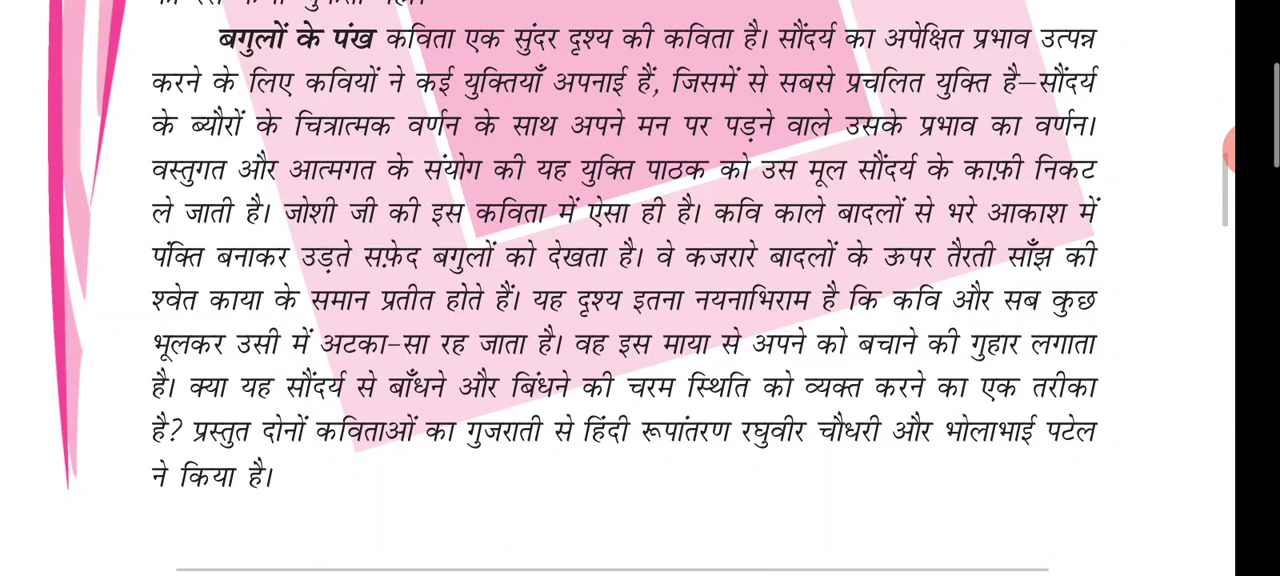 बगुलों के पंख कविता एक सुंदर दृश्य की कविता है। सौंदर्य का अपेक्षित प्रभाव उत्पन्न
करने के लिए कवियों ने कई युक्तियाँ अपनाई हैं, जिसमें से सबसे प्रचलित युक्ति है–सौंदर्य
के ब्यौरों के चित्रात्मक वर्णन के साथ अपने मन पर पड़ने वाले उसके प्रभाव का वर्णन।
वस्तुगत और आत्मगत के संयोग की यह युक्ति पाठक को उस मूल सौंदर्य के काफ़ी निकट
ले जाती है। जोशी जी की इस कविता में ऐसा ही है। कवि काले बादलों से भरे आकाश में
पंक्ति बनाकर उड़ते सफ़ेद बगुलों को देखता है। वे कजरारे बादलों के ऊपर तैरती साँझ की
श्वेत काया के समान प्रतीत होते हैं। यह दृश्य इतना नयनाभिराम है कि कवि और सब कुछ
भूलकर उसी में अटका-सा रह जाता है। वह इस माया से अपने को बचाने की गुहार लगाता
है। क्या यह सौंदर्य से बाँधने और बिंधने की चरम स्थिति को व्यक्त करने का एक तरीका
है? प्रस्तुत दोनों कविताओं का गुजराती से हिंदी रूपांतरण रघुवीर चौधरी और भोलाभाई पटेल
ने किया है।